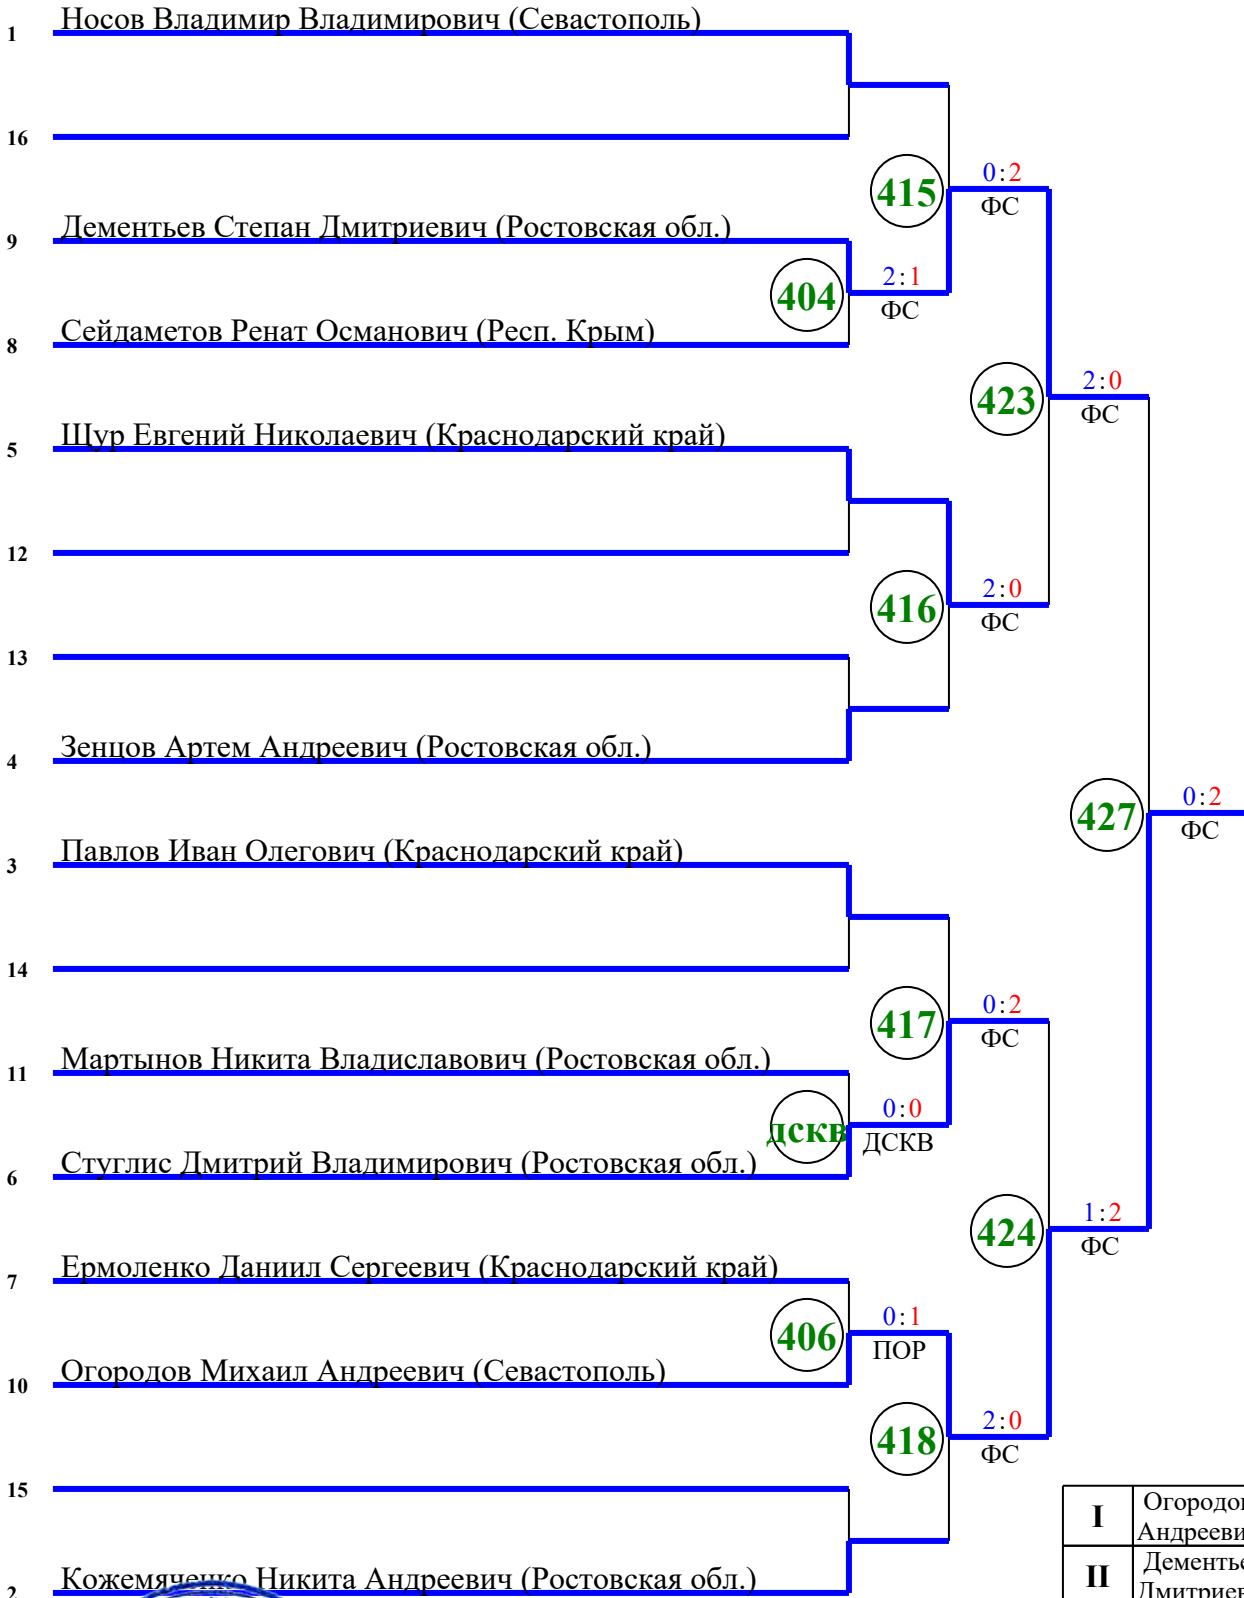 1 Носов Владимир Владимирович (Севастополь)
16
415 0:2
ФС
9 Дементьев Степан Дмитриевич (Ростовская обл.)
404 2:1
ФС
8 Сейдаметов Ренат Османович (Респ. Крым)
423 2:0
ФС
5 Щур Евгений Николаевич (Краснодарский край)
12
416 2:0
ФС
13
4 Зенцов Артем Андреевич (Ростовская обл.)
427 0:2
ФС
3 Павлов Иван Олегович (Краснодарский край)
14
417 0:2
ФС
11 Мартынов Никита Владиславович (Ростовская обл.)
дскв 0:0
ДСКВ
6 Стуглис Дмитрий Владимирович (Ростовская обл.)
424 1:2
ФС
7 Ермоленко Даниил Сергеевич (Краснодарский край)
406 0:1
ПОР
10 Огородов Михаил Андреевич (Севастополь)
418 2:0
ФС
15
2 Кожемяченко Никита Андреевич (Ростовская обл.)
I
II